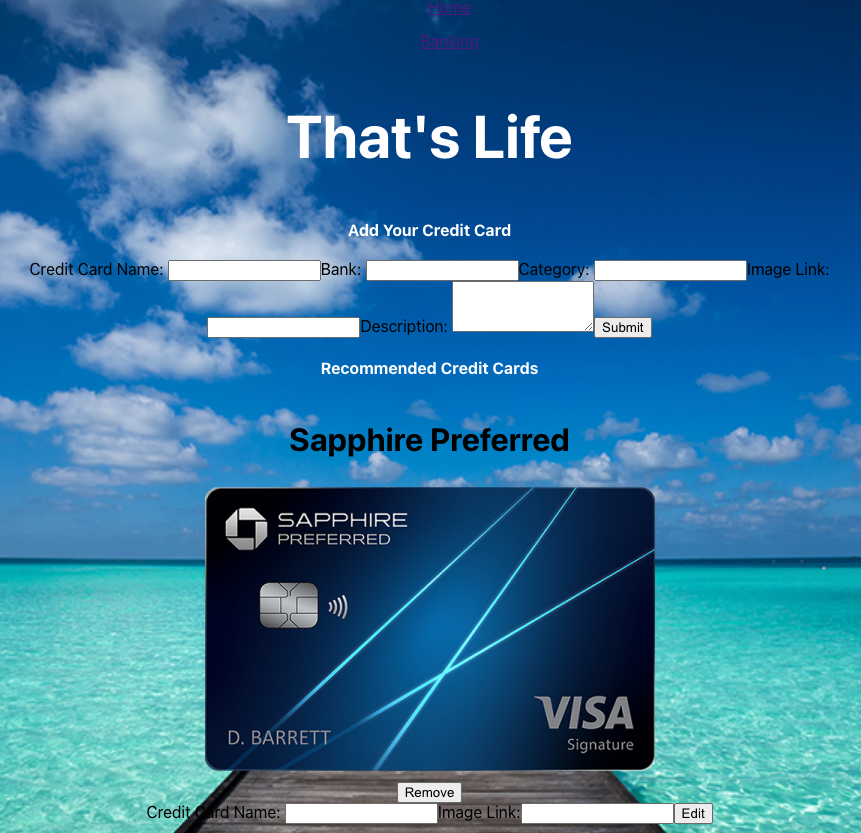 Home
Banking
That's Life
Add Your Credit Card
Credit Card Name: Bank: Category: Image Link:
Description: Submit
Recommended Credit Cards
Sapphire Preferred
SAPPHIRE
PREFERRED
VISA
D. BARRETT
Signature
Remove
Credit Card Name: Image Link: Edit